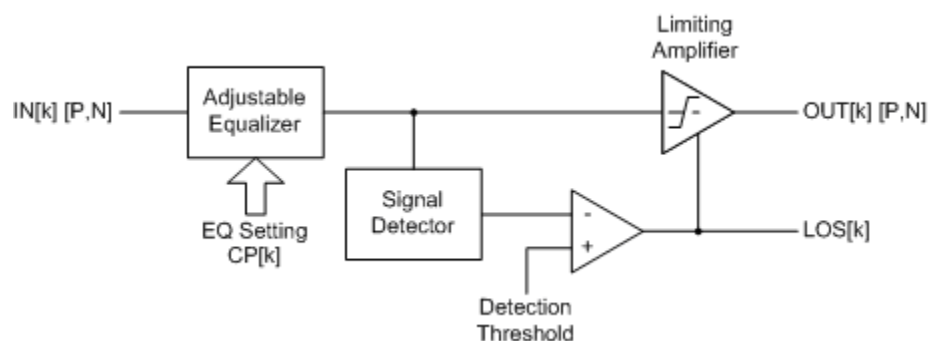 Limiting
Amplifier
IN[k] [P,N]
Adjustable
Equalizer
-
OUT[k] [P,N]
EQ Setting
CP[k]
Signal
Detector
-
+
LOS[k]
Detection
Threshold